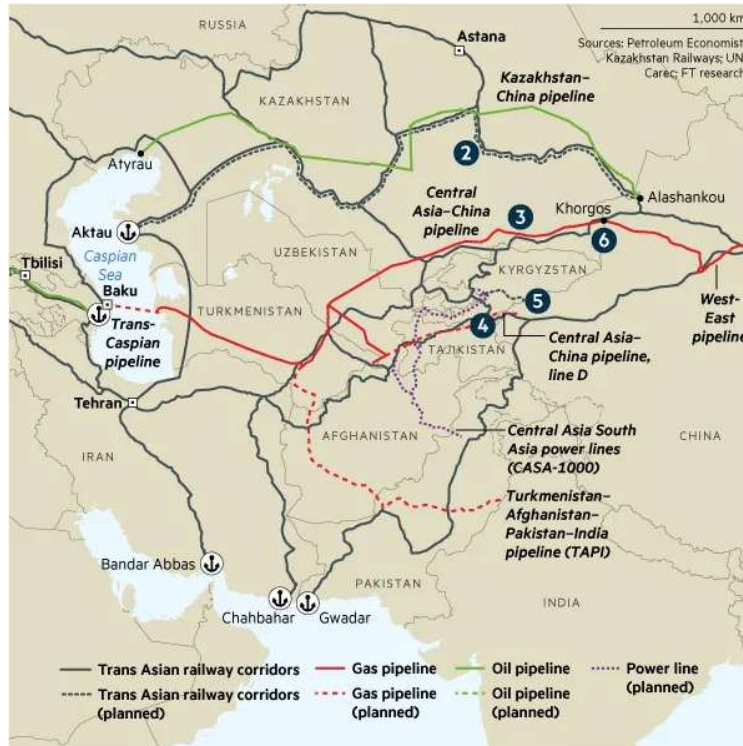 1,000 km
Sources: Petroleum Economist
Kazakhstan Railways; UN
Carec; FT research
RUSSIA
Astana
KAZAKHSTAN
Kazakhstan–
China pipeline
2
Atyrau
Alashankou
Central
Asia–China
pipeline
3
Khorgos
6
Aktau
Caspian
Sea
UZBEKISTAN
KYRGYZSTAN
Tbilisi
Baku
TURKMENISTAN
5
West-
East
pipeline
Trans-
Caspian
pipeline
4
TAJIKISTAN
Central Asia–
China pipeline,
line D
Tehran
AFGHANISTAN
Central Asia South
Asia power lines
(CASA-1000)
CHINA
IRAN
Turkmenistan–
Afghanistan–
Pakistan–India
pipeline (TAPI)
Bandar Abbas
PAKISTAN
INDIA
Chahbahar
Gwadar
Trans Asian railway corridors
Gas pipeline
Oil pipeline
Power line
(planned)
Trans Asian railway corridors
(planned)
Gas pipeline
(planned)
Oil pipeline
(planned)